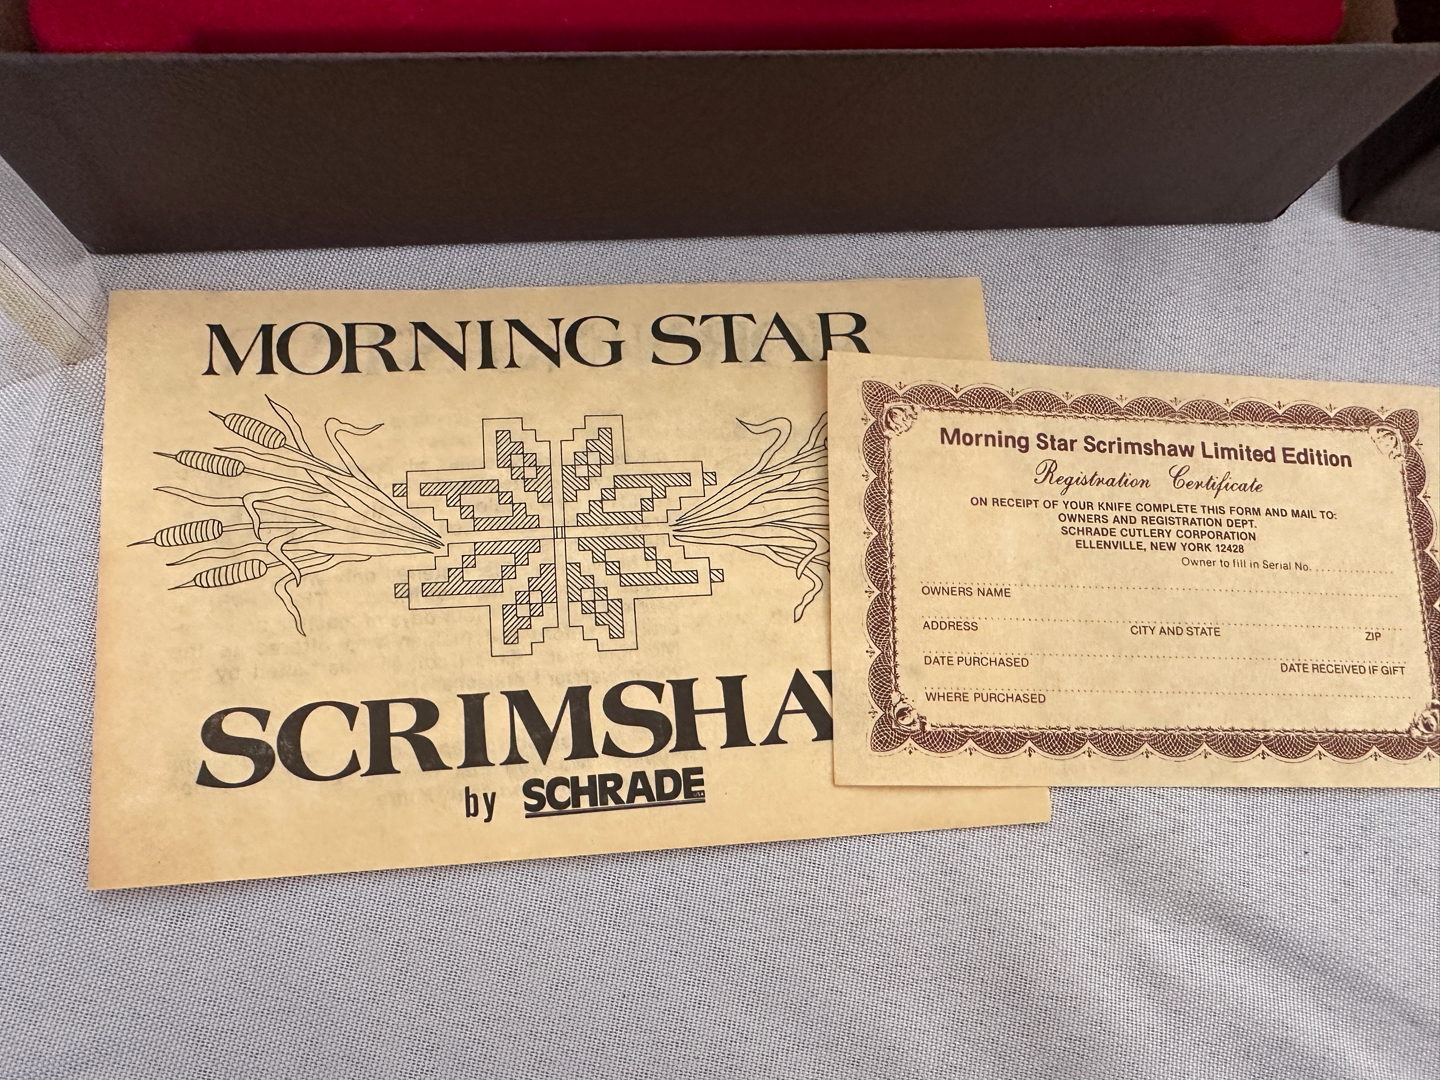 MORNING STAR
SCRIMSHAW
by SCHRADE
Morning Star Scrimshaw Limited Edition
Registration Certificate
ON RECEIPT OF YOUR KNIFE COMPLETE THIS FORM AND MAIL TO:
OWNERS AND REGISTRATION DEPT.
SCHRADE CUTLERY CORPORATION
ELLENVILLE, NEW YORK 12428
Owner to fill in Serial No.
OWNERS NAME
ADDRESS CITY AND STATE ZIP
DATE PURCHASED DATE RECEIVED IF GIFT
WHERE PURCHASED